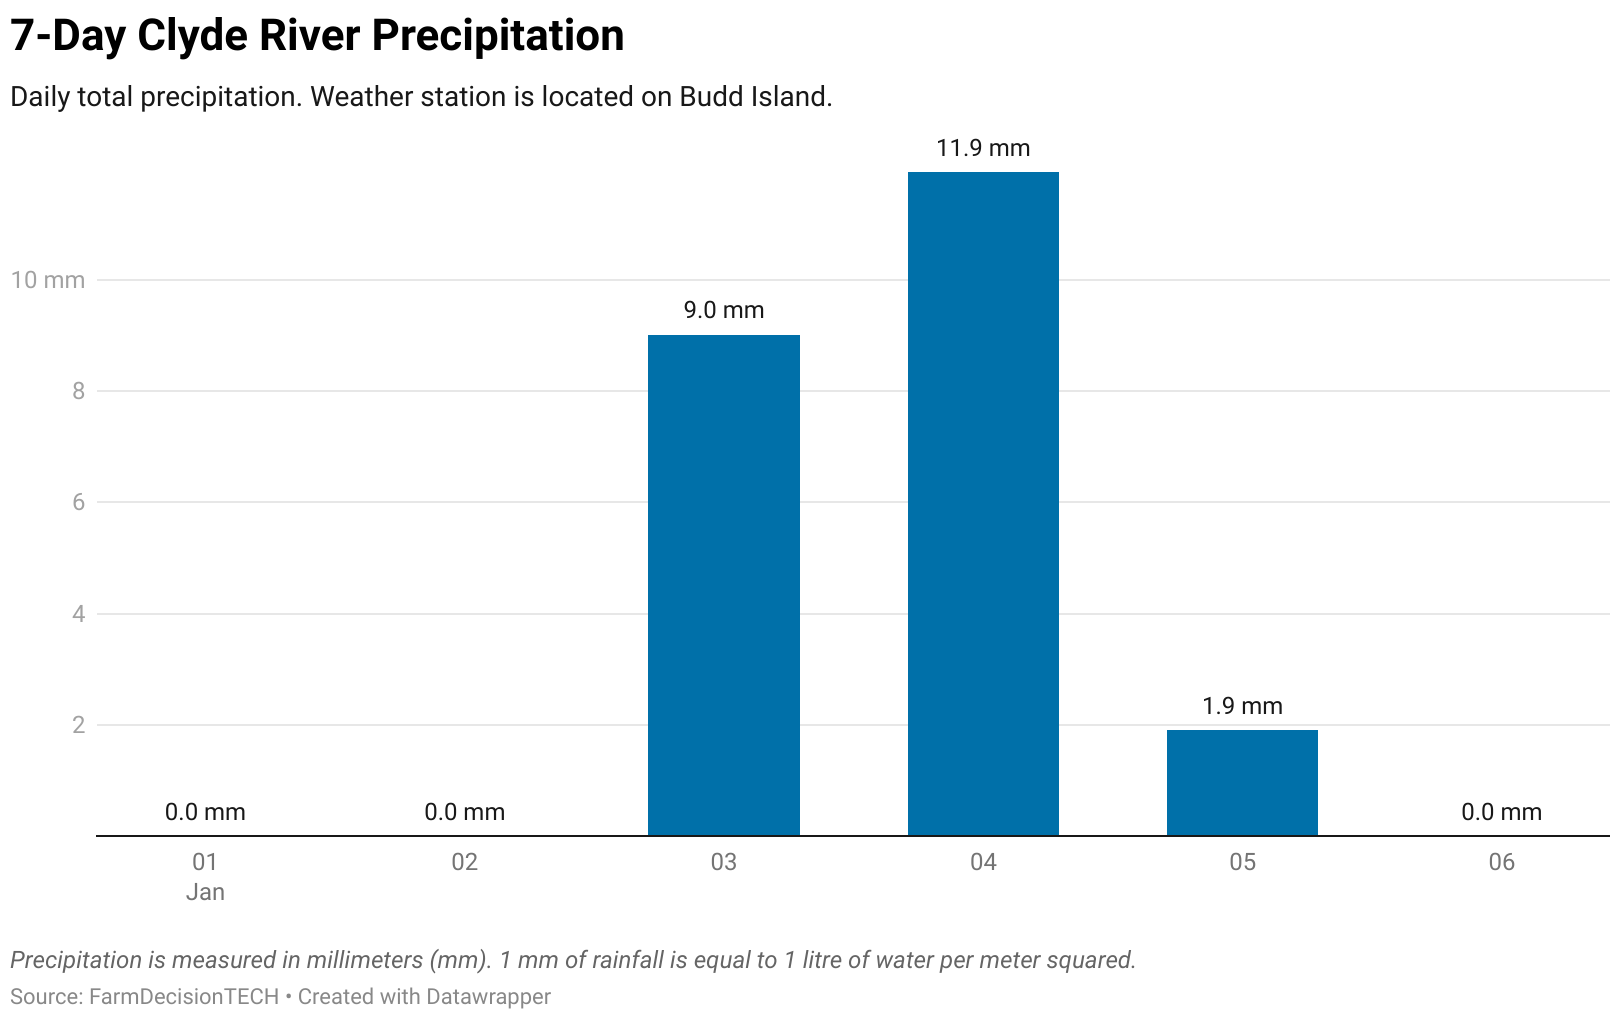 7-Day Clyde River Precipitation
Daily total precipitation. Weather station is located on Budd Island.
11.9 mm
10 mm
9.0 mm
8
6
4
1.9 mm
2
0.0 mm
0.0 mm
0.0 mm
01
02
03
04
05
06
Jan
Precipitation is measured in millimeters (mm). 1 mm of rainfall is equal to 1 litre of water per meter squared.
Source: FarmDecisionTECH • Created with Datawrapper